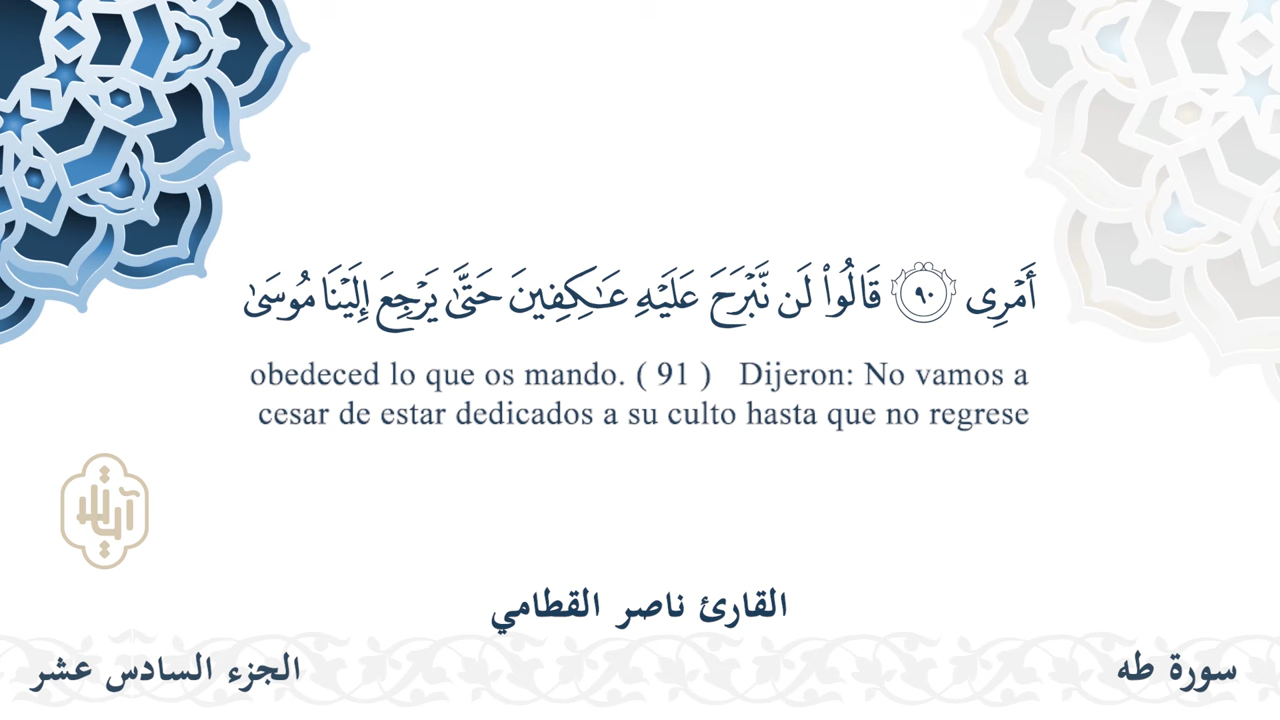 أَمْرِى ٩٠ قَالُوا۟ لَن نَّبْرَحَ عَلَيْهِ عَـٰكِفِينَ حَتَّىٰ يَرْجِعَ إِلَيْنَا مُوسَىٰ
obedeced lo que os mando. ( 91 ) Dijeron: No vamos a
cesar de estar dedicados a su culto hasta que no regrese
القارئ ناصر القطامي
سورة طه
الجزء السادس عشر